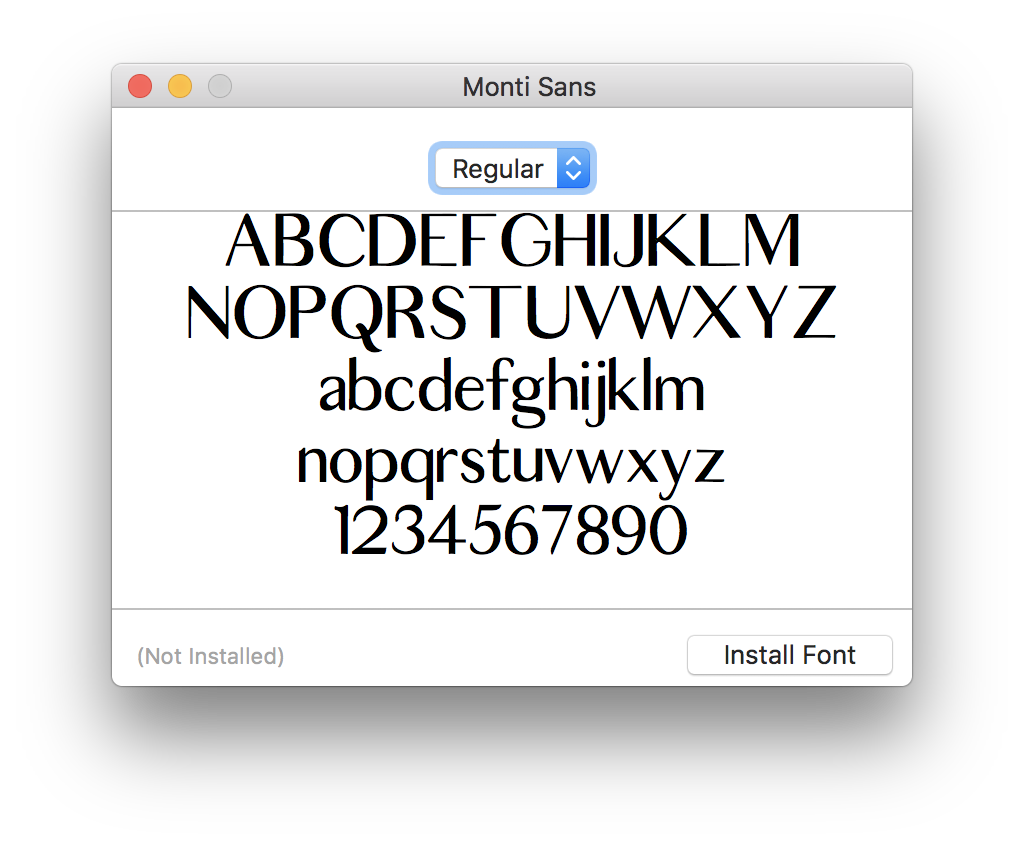 Monti Sans
Regular
ABCDEFGHIJKLM
NOPQRSTUVWXYZ
abcdefghijklm
nopqrstuvwxyz
1234567890
(Not Installed)
Install Font